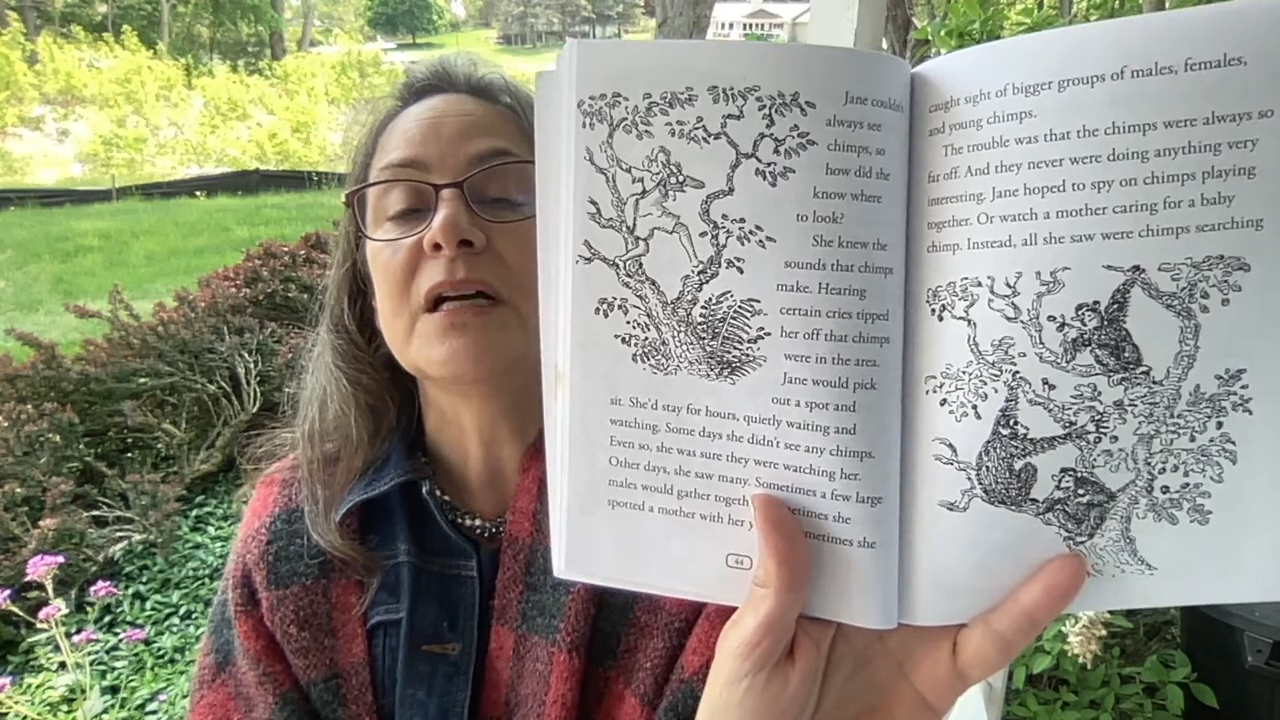 Jane couldn't
always see
chimps, so
how did she
know where
to look?
She knew the
sounds that chimps
make. Hearing
certain cries tipped
her off that chimps
were in the area.
Jane would pick
out a spot and
sit. She'd stay for hours, quietly waiting and
watching. Some days she didn't see any chimps.
Even so, she was sure they were watching her.
Other days, she saw many. Sometimes a few large
males would gather she
spotted a mother with her she
44
caught sight of bigger groups of males, females,
and young chimps.
The trouble was that the chimps were always so
far off. And they never were doing anything very
interesting. Jane hoped to spy on chimps playing
together. Or watch a mother caring for a baby
chimp. Instead, all she saw were chimps searching